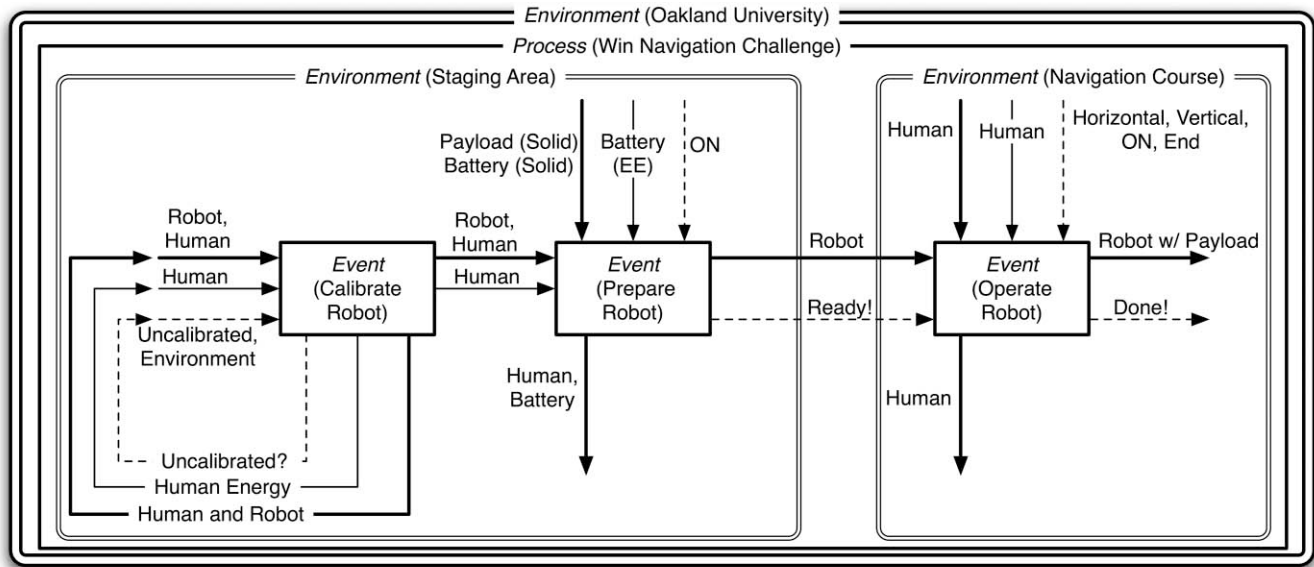 Environment (Oakland University)
Process (Win Navigation Challenge)
Environment (Staging Area)
Environment (Navigation Course)
Payload (Solid)
Battery (Solid)
Battery
(EE)
ON
Human
Human
Horizontal, Vertical,
ON, End
Robot,
Human
Human
Uncalibrated,
Environment
Event
(Calibrate
Robot)
Robot,
Human
Human
Event
(Prepare
Robot)
Robot
Ready!
Event
(Operate
Robot)
Robot w/ Payload
Done!
Human,
Battery
Human
Uncalibrated?
Human Energy
Human and Robot